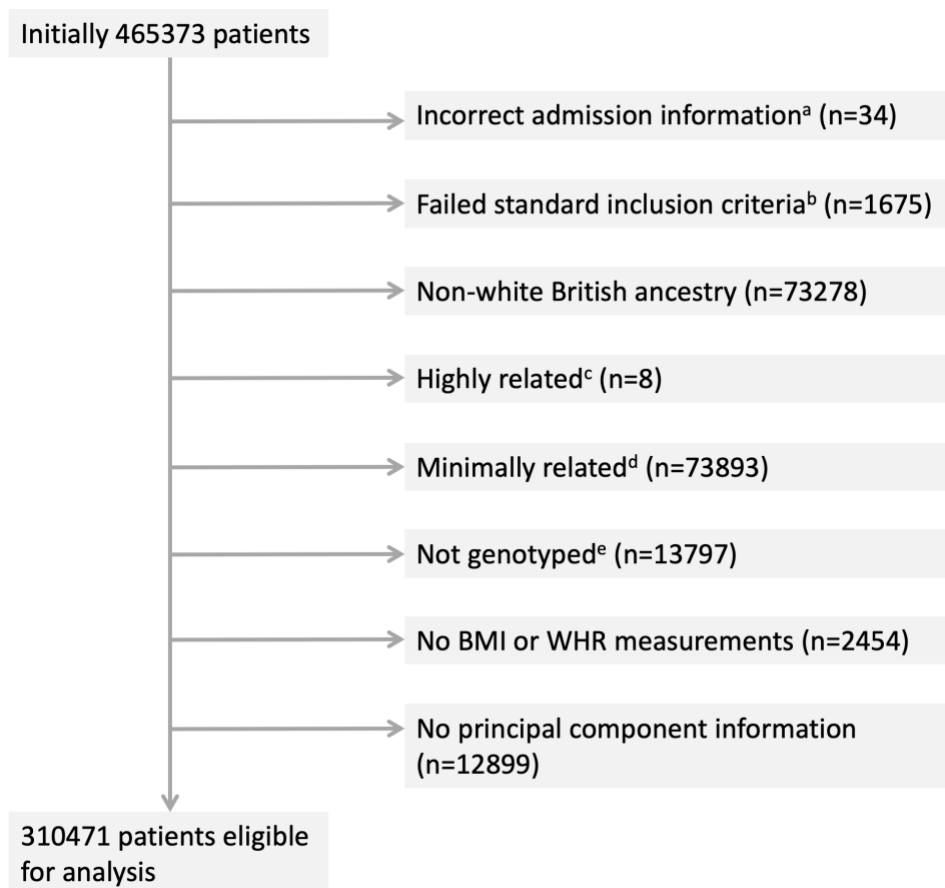 Initially 465373 patients
Incorrect admission informationᵃ (n=34)
Failed standard inclusion criteriaᵇ (n=1675)
Non-white British ancestry (n=73278)
Highly relatedᶜ (n=8)
Minimally relatedᵈ (n=73893)
Not genotypedᵉ (n=13797)
No BMI or WHR measurements (n=2454)
No principal component information
(n=12899)
310471 patients eligible
for analysis